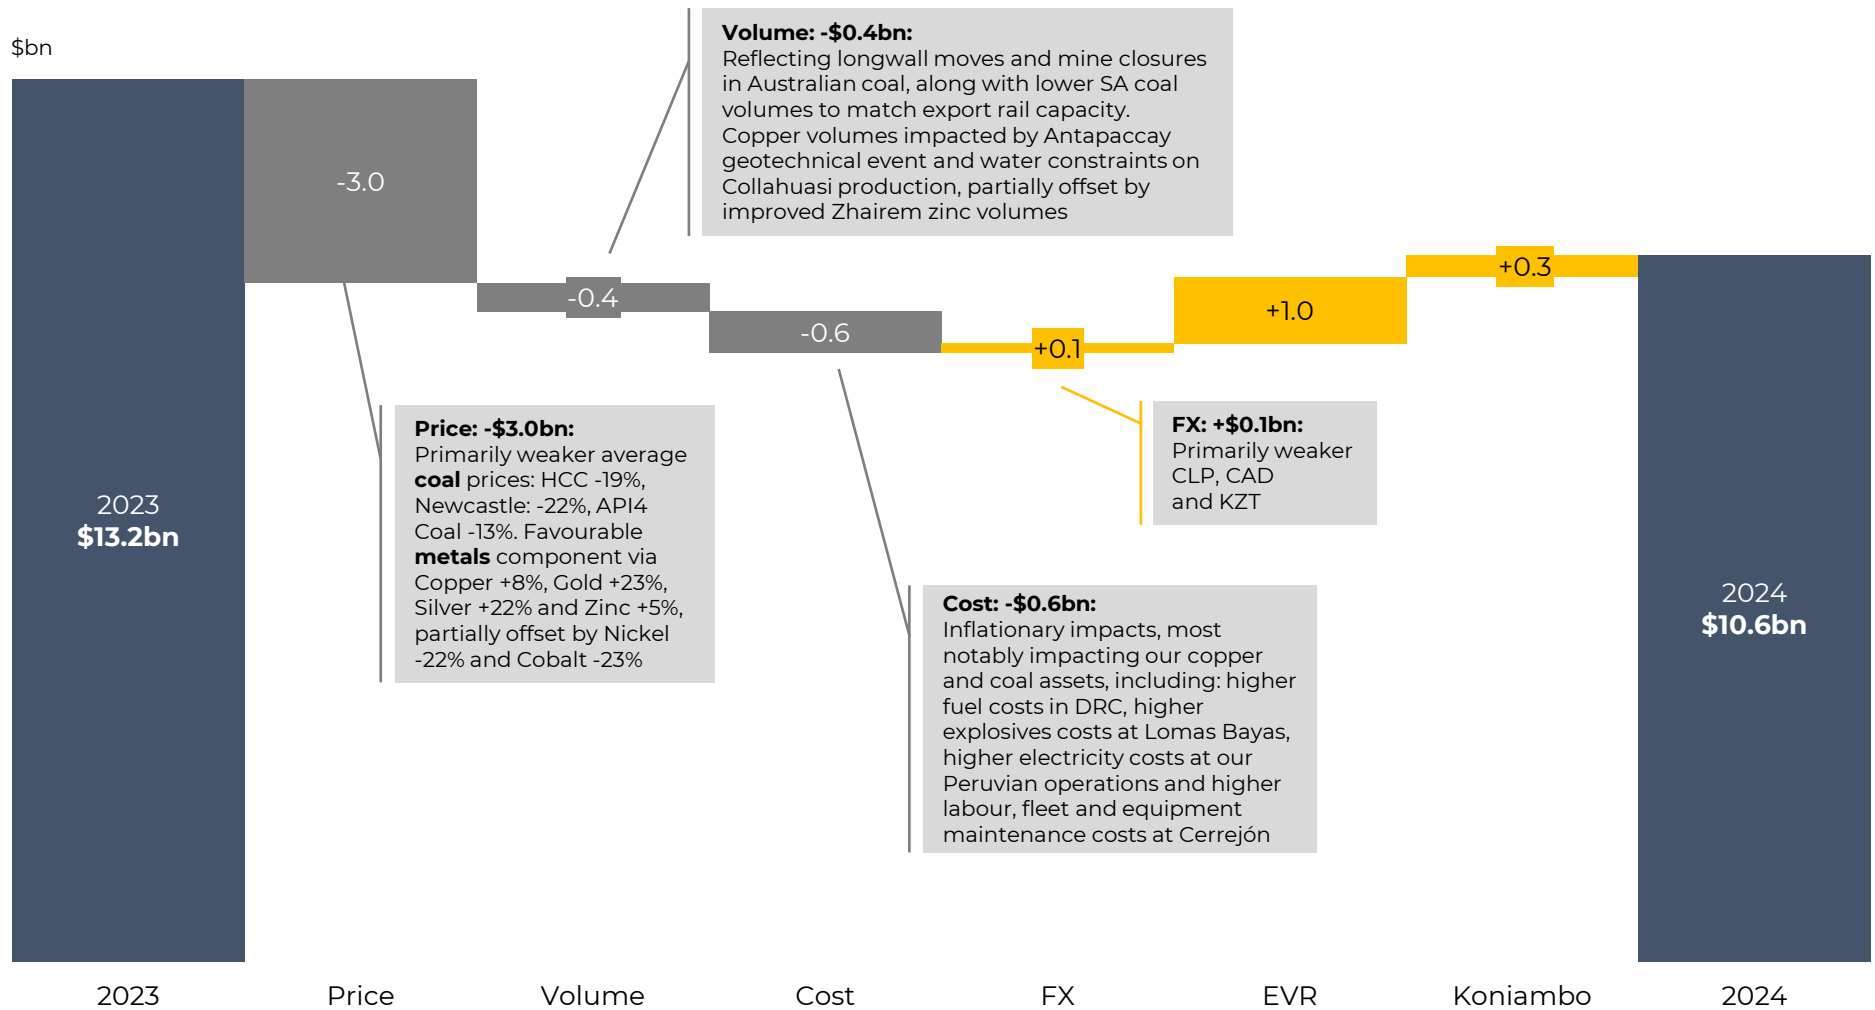 $bn
Volume: -$0.4bn:
Reflecting longwall moves and mine closures
in Australian coal, along with lower SA coal
volumes to match export rail capacity.
Copper volumes impacted by Antapaccay
geotechnical event and water constraints on
Collahuasi production, partially offset by
improved Zhairem zinc volumes
-3.0
-0.4
-0.6
+0.1
+1.0
+0.3
Price: -$3.0bn:
Primarily weaker average
coal prices: HCC -19%,
Newcastle: -22%, API4
Coal -13%. Favourable
metals component via
Copper +8%, Gold +23%,
Silver +22% and Zinc +5%,
partially offset by Nickel
-22% and Cobalt -23%
FX: +$0.1bn:
Primarily weaker
CLP, CAD
and KZT
2023
$13.2bn
Cost: -$0.6bn:
Inflationary impacts, most
notably impacting our copper
and coal assets, including: higher
fuel costs in DRC, higher
explosives costs at Lomas Bayas,
higher electricity costs at our
Peruvian operations and higher
labour, fleet and equipment
maintenance costs at Cerrejón
2024
$10.6bn
2023
Price
Volume
Cost
FX
EVR
Koniambo
2024